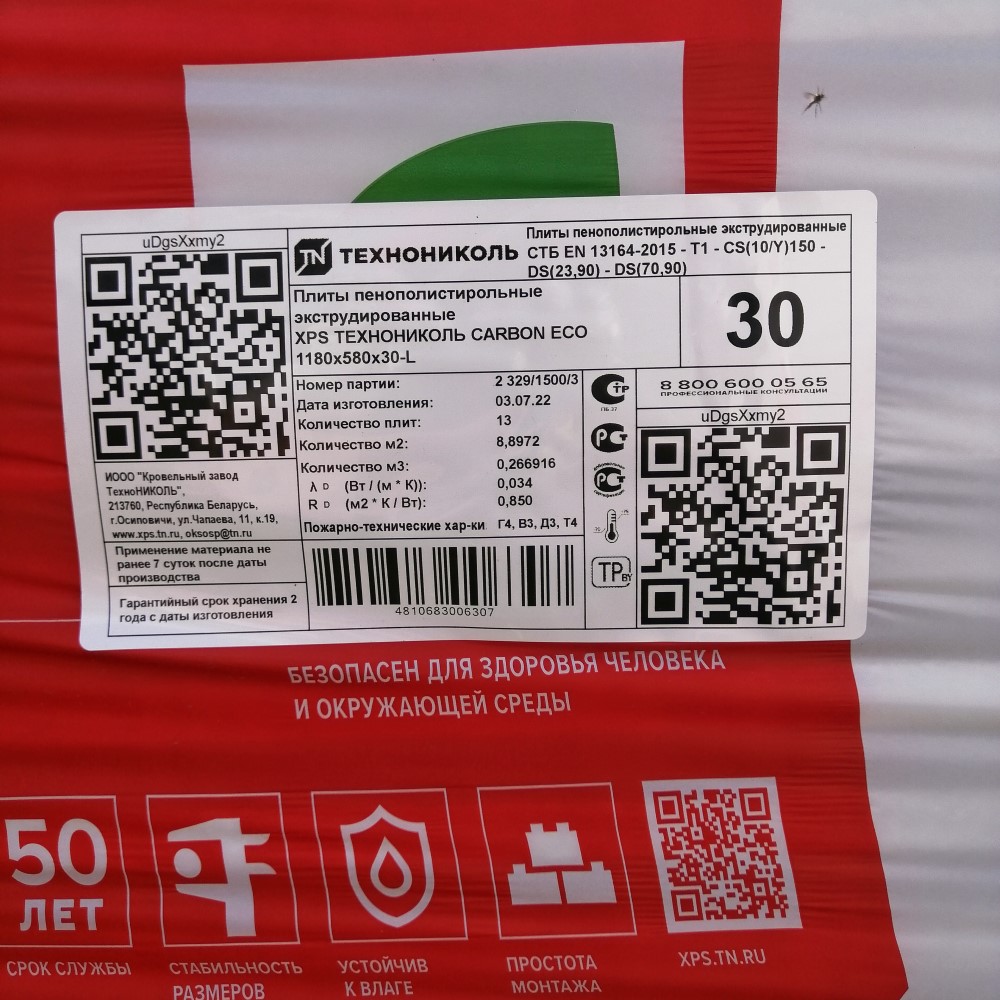 uDgsXxmy2
ИООО "Кровельный завод
ТехноНИКОЛЬ",
213760, Республика Беларусь,
г.Осиповичи, ул.Чапаева, 11, к.19,
www.xps.tn.ru, oksosp@tn.ru
Применение материала не
ранее 7 суток после даты
производства
Гарантийный срок хранения 2
года с даты изготовления
TN ТЕХНОНИКОЛЬ
Плиты пенополистирольные экструдированные
СТБ EN 13164-2015 - T1 - CS(10/Y)150 -
DS(23,90) - DS(70,90)
Плиты пенополистирольные
экструдированные
XPS ТЕХНОНИКОЛЬ CARBON ECO
1180x580x30-L
30
Номер партии: 2 329/1500/3
Дата изготовления: 03.07.22
Количество плит: 13
Количество м2: 8,8972
Количество м3: 0,266916
λ D (Вт / (м * К)): 0,034
R D (м2 * К / Вт): 0,850
Пожарно-технические хар-ки Г4, В3, Д3, Т4
4810683006307
8 800 600 05 65
ПРОФЕССИОНАЛЬНЫЕ КОНСУЛЬТАЦИИ
uDgsXxmy2
ТР BY
БЕЗОПАСЕН ДЛЯ ЗДОРОВЬЯ ЧЕЛОВЕКА
И ОКРУЖАЮЩЕЙ СРЕДЫ
50
ЛЕТ
СРОК СЛУЖБЫ
СТАБИЛЬНОСТЬ
РАЗМЕРОВ
УСТОЙЧИВ
К ВЛАГЕ
ПРОСТОТА
МОНТАЖА
XPS.TN.RU